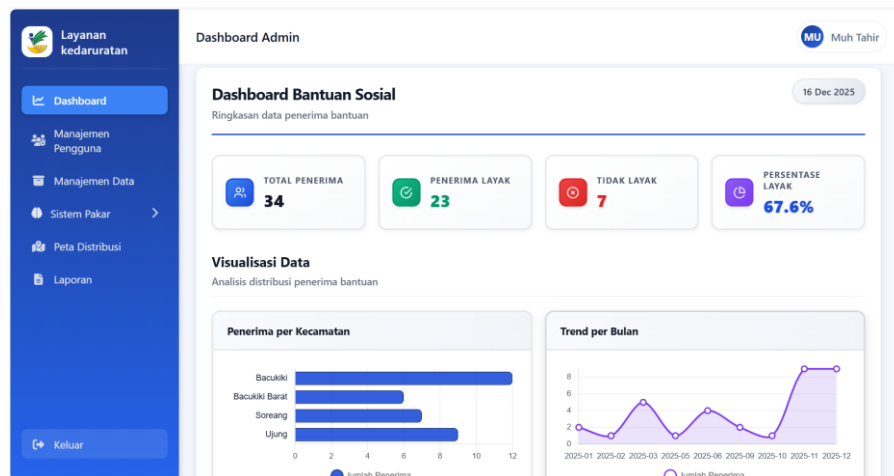 Layanan
kedaruratan
Dashboard
Manajemen
Pengguna
Manajemen Data
Sistem Pakar
Peta Distribusi
Laporan
Keluar
Dashboard Admin
MU Muh Tahir
Dashboard Bantuan Sosial
Ringkasan data penerima bantuan
16 Dec 2025
TOTAL PENERIMA
34
PENERIMA LAYAK
23
TIDAK LAYAK
7
PERSENTASE
LAYAK
67.6%
Visualisasi Data
Analisis distribusi penerima bantuan
Penerima per Kecamatan
Bacukiki
Bacukiki Barat
Soreang
Ujung
0 2 4 6 8 10 12
Jumlah Penerima
Trend per Bulan
8
6
4
2
0
2025-01 2025-02 2025-03 2025-05 2025-06 2025-09 2025-10 2025-11 2025-12
Jumlah Penerima